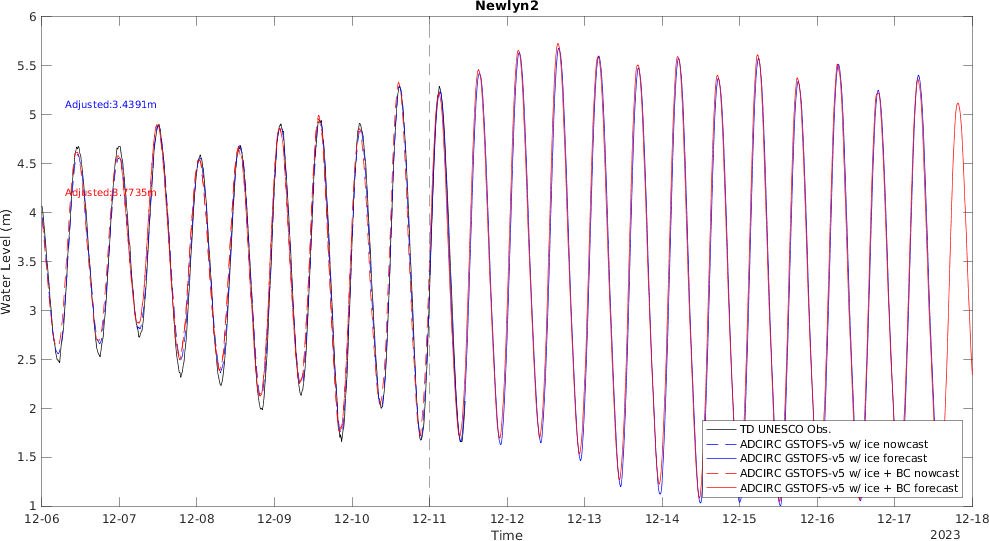 Newlyn2
6
5.5
5
4.5
4
3.5
3
2.5
2
1.5
1
Water Level (m)
Adjusted:3.4391m
Adjusted:3.7735m
TD UNESCO Obs.
ADCIRC GSTOFS-v5 w/ ice nowcast
ADCIRC GSTOFS-v5 w/ ice forecast
ADCIRC GSTOFS-v5 w/ ice + BC nowcast
ADCIRC GSTOFS-v5 w/ ice + BC forecast
12-06 12-07 12-08 12-09 12-10 12-11 12-12 12-13 12-14 12-15 12-16 12-17 12-18
Time
2023